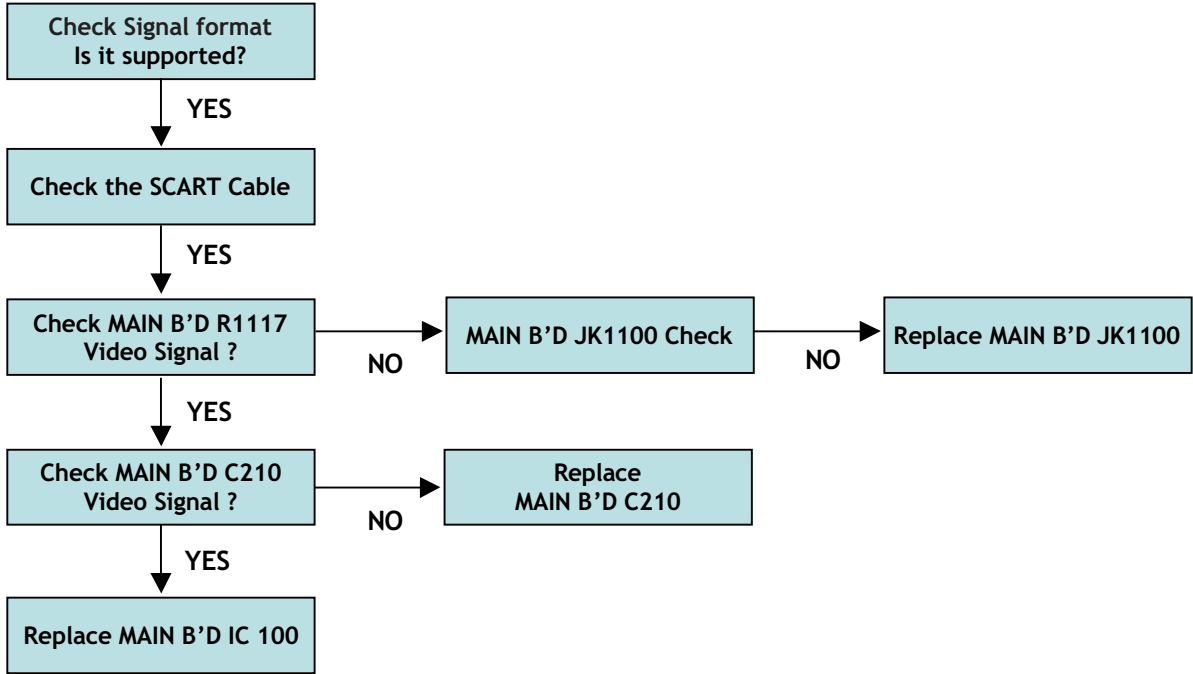 Check Signal format
Is it supported?
YES
Check the SCART Cable
YES
Check MAIN B’D R1117
Video Signal ?
NO
MAIN B’D JK1100 Check
NO
Replace MAIN B’D JK1100
YES
Check MAIN B’D C210
Video Signal ?
NO
Replace
MAIN B’D C210
YES
Replace MAIN B’D IC 100